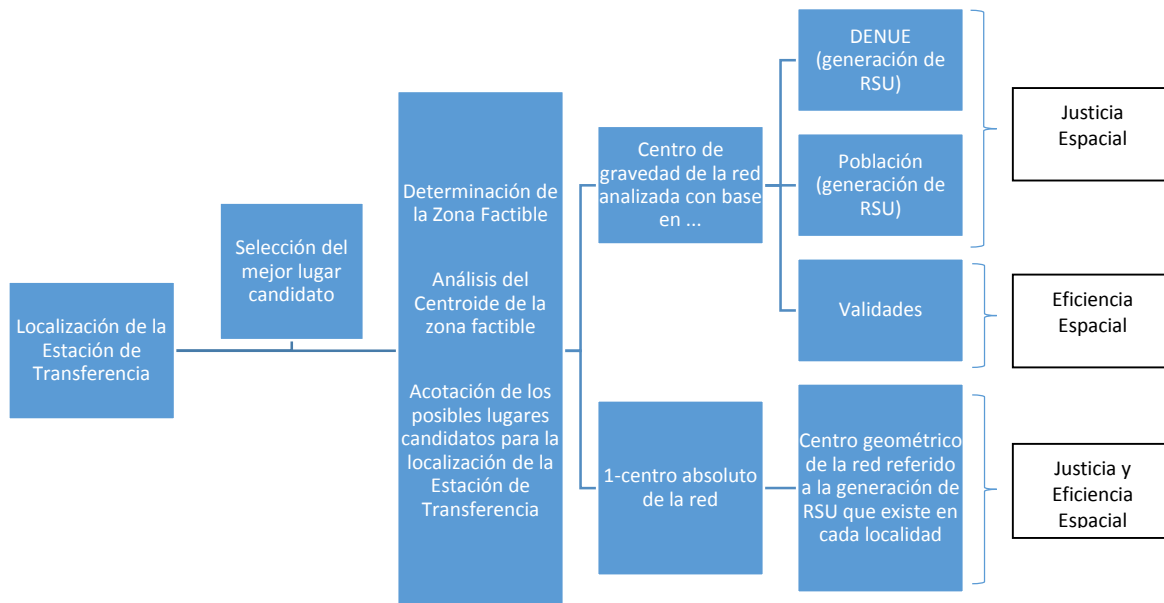 Localización de la
Estación de
Transferencia
Selección del
mejor lugar
candidato
Determinación de
la Zona Factible
Análisis del
Centroide de la
zona factible
Acotación de los
posibles lugares
candidatos para la
localización de la
Estación de
Transferencia
Centro de
gravedad de la red
analizada con base
en ...
1-centro absoluto
de la red
DENUE
(generación de
RSU)
Población
(generación de
RSU)
Validades
Centro geométrico
de la red referido
a la generación de
RSU que existe en
cada localidad
Justicia
Espacial
Eficiencia
Espacial
Justicia y
Eficiencia
Espacial